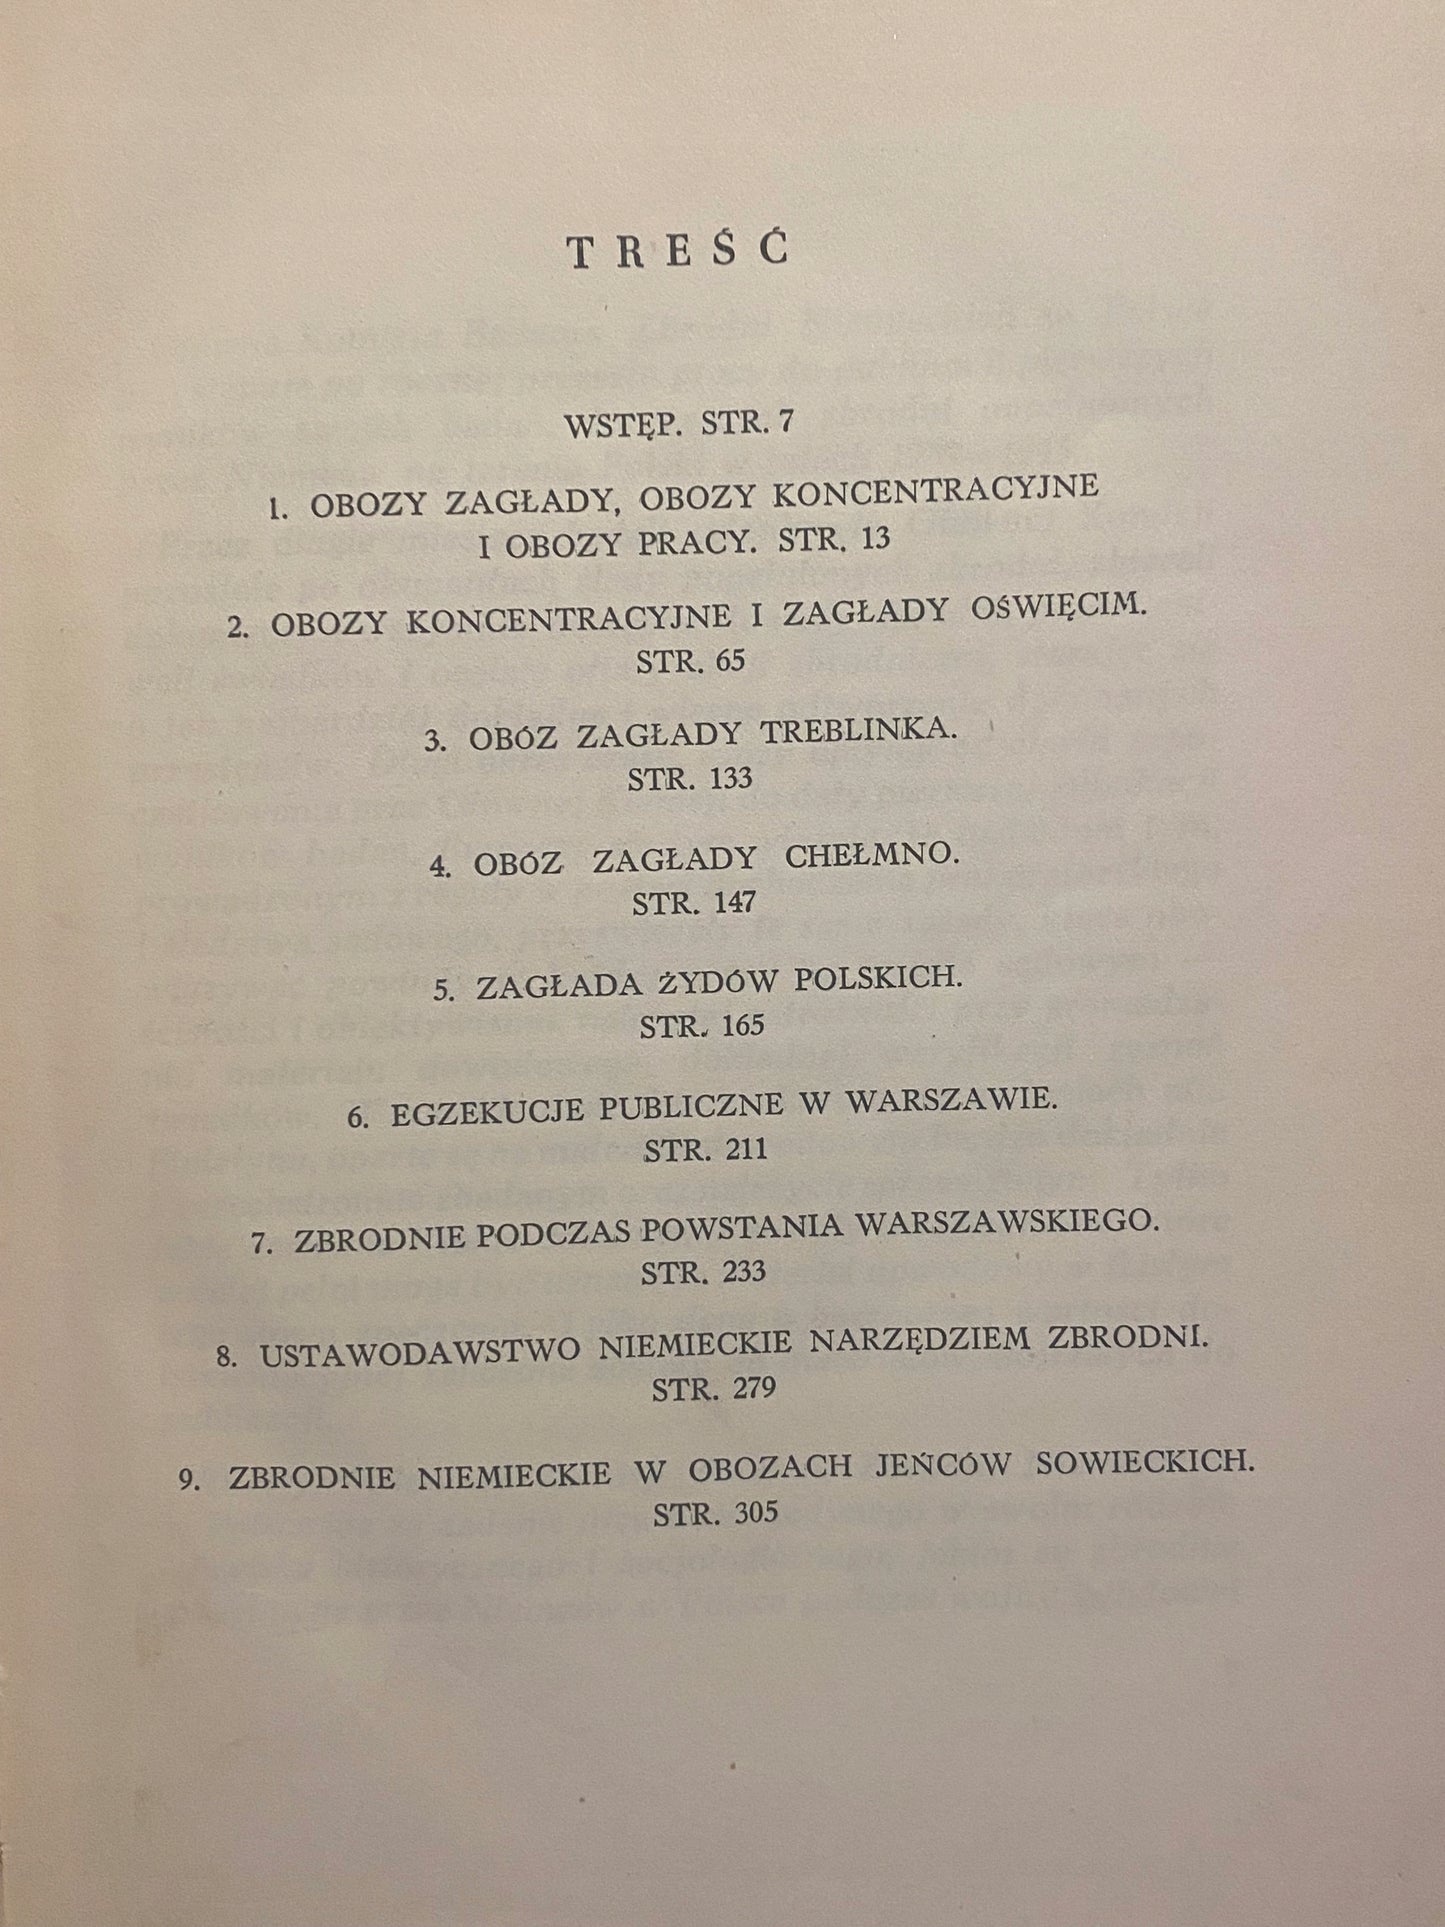 TREŚĆ
WSTĘP. STR. 7
1. OBOZY ZAGŁADY, OBOZY KONCENTRACYJNE
I OBOZY PRACY. STR. 13
2. OBOZY KONCENTRACYJNE I ZAGŁADY OŚWIĘCIM.
STR. 65
3. OBÓZ ZAGŁADY TREBLINKA.
STR. 133
4. OBÓZ ZAGŁADY CHEŁMNO.
STR. 147
5. ZAGŁADA ŻYDÓW POLSKICH.
STR. 165
6. EGZEKUCJE PUBLICZNE W WARSZAWIE.
STR. 211
7. ZBRODNIE PODCZAS POWSTANIA WARSZAWSKIEGO.
STR. 233
8. USTAWODAWSTWO NIEMIECKIE NARZĘDZIEM ZBRODNI.
STR. 279
9. ZBRODNIE NIEMIECKIE W OBOZACH JEŃCÓW SOWIECKICH.
STR. 305